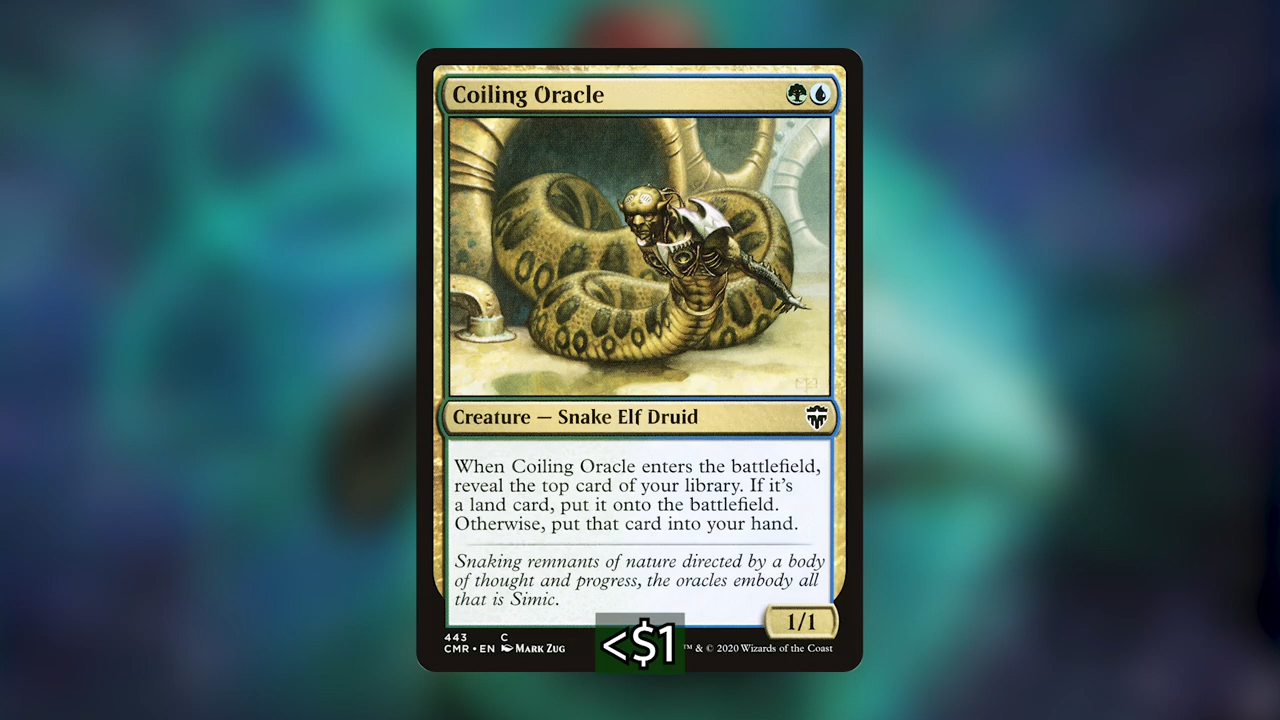 Coiling Oracle
Creature — Snake Elf Druid
When Coiling Oracle enters the battlefield,
reveal the top card of your library. If it's
a land card, put it onto the battlefield.
Otherwise, put that card into your hand.
Snaking remnants of nature directed by a body
of thought and progress, the oracles embody all
that is Simic.
1/1
443 C
CMR • EN MARK ZUG
<$1
™ & © 2020 Wizards of the Coast